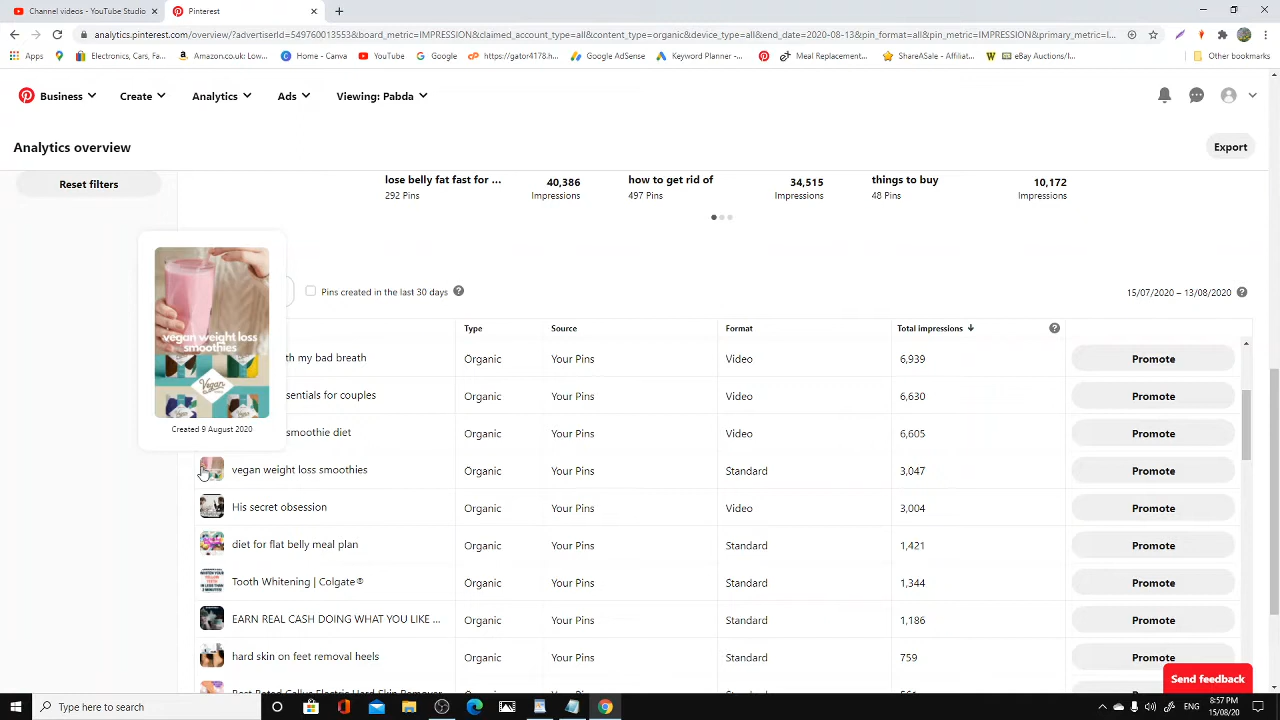 Channel videos - YouTube Studio
Pinterest
analytics.pinterest.com/overview/?advertiserId=549760013553&board_metric=IMPRESSION&claimed_account_type=all&content_type=organic&device_type=all&end_date=2020-08-13&pin_format=all&pin_metric=IMPRESSION&primary_metric=I...
Apps
Electronics, Cars, Fa...
Amazon.co.uk: Low...
Home - Canva
YouTube
Google
https://gator4178.h...
Google AdSense
Keyword Planner -...
Meal Replacement...
ShareASale - Affiliat...
eBay Auctions/I...
Other bookmarks
Business
Create
Analytics
Ads
Viewing: Pabda
Analytics overview
Export
Reset filters
lose belly fat fast for ...
40,386
how to get rid of
34,515
things to buy
10,172
292 Pins
Impressions
497 Pins
Impressions
48 Pins
Impressions
Pins created in the last 30 days
15/07/2020 – 13/08/2020
Type
Source
Format
Total impressions
th my bad breath
Organic
Your Pins
Video
6,939
Promote
sentials for couples
Organic
Your Pins
Video
6,630
Promote
smoothie diet
Organic
Your Pins
Video
6,605
Promote
vegan weight loss
smoothies
Vegan
Created 9 August 2020
vegan weight loss smoothies
Organic
Your Pins
Standard
3,047
Promote
His secret obsession
Organic
Your Pins
Video
3,004
Promote
diet for flat belly meal plan
Organic
Your Pins
Standard
1,421
Promote
Tooth Whitening | Colgate®
Organic
Your Pins
Standard
1,344
Promote
EARN REAL CASH DOING WHAT YOU LIKE ...
Organic
Your Pins
Standard
1,186
Promote
hard skin on feet removal heels
Organic
Your Pins
Standard
Promote
Send feedback
Type here to search
8:57 PM
15/08/20